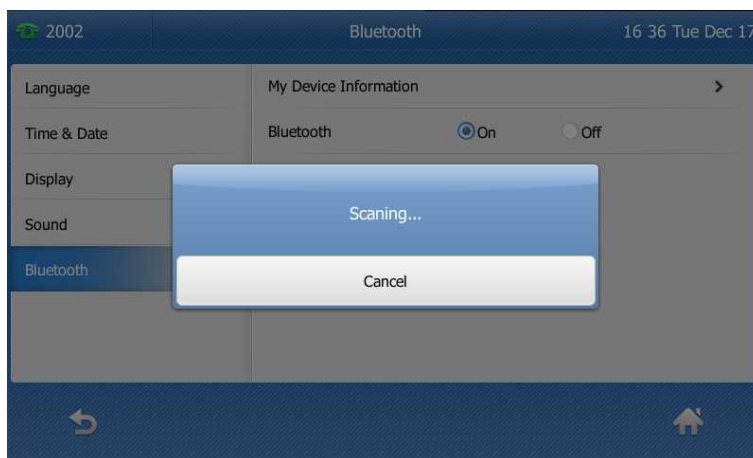 2002 Bluetooth 16 36 Tue Dec 17
Language
My Device Information
Time & Date
Bluetooth On Off
Display
Sound
Bluetooth
Scaning...
Cancel